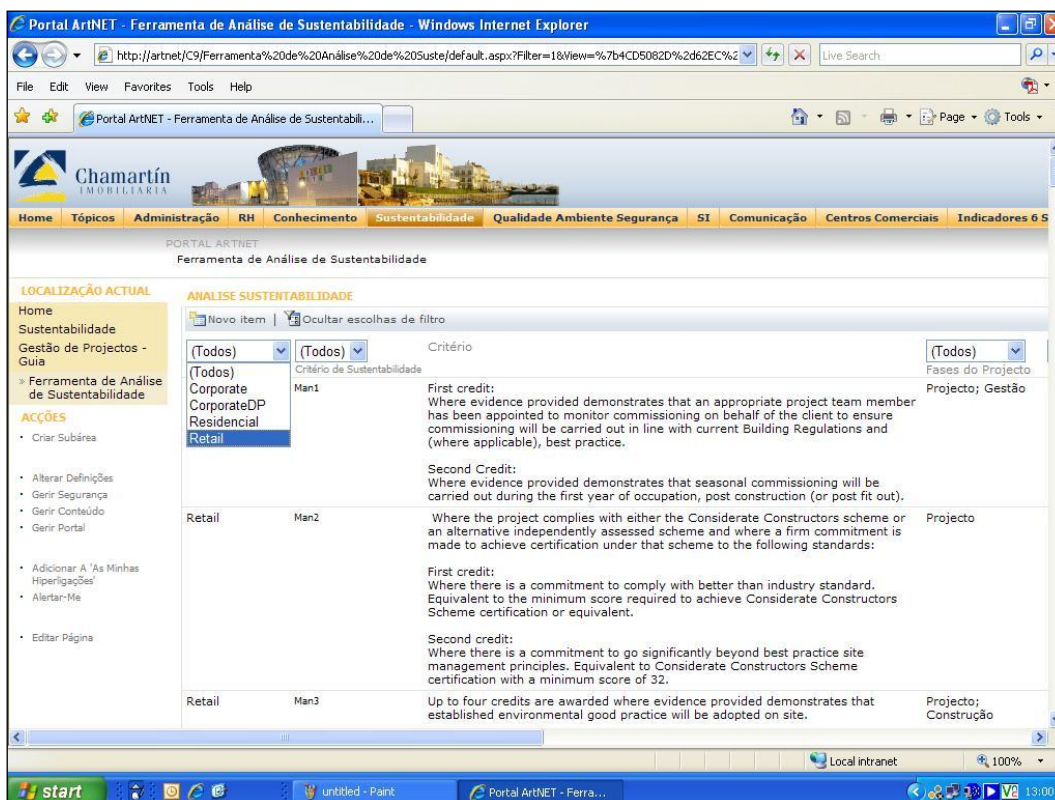 Portal ArtNET - Ferramenta de Análise de Sustentabilidade - Windows Internet Explorer
http://artnet/C9/Ferramenta%20de%20Análise%20de%20Suste/default.aspx?Filter=1&View=%7b4CD5082D%2d62EC%2
Live Search
File Edit View Favorites Tools Help
Portal ArtNET - Ferramenta de Análise de Sustentabili...
Page Tools
Chamartín
IMOBILIARIA
Home Tópicos Administração RH Conhecimento Sustentabilidade Qualidade Ambiente Segurança SI Comunicação Centros Comerciais Indicadores 6 S
PORTAL ARTNET
Ferramenta de Análise de Sustentabilidade
LOCALIZAÇÃO ACTUAL
Home
Sustentabilidade
Gestão de Projectos -
Guia
» Ferramenta de Análise
de Sustentabilidade
ACÇÕES
• Criar Subárea
• Alterar Definições
• Gerir Segurança
• Gerir Conteúdo
• Gerir Portal
• Adicionar A 'As Minhas
Hiperligações'
• Alertar-Me
• Editar Página
ANALISE SUSTENTABILIDADE
Novo item | Ocultar escolhas de filtro
(Todos) (Todos) Critério (Todos)
Critério de Sustentabilidade Fases do Projecto
(Todos)
Corporate
CorporateDP
Residencial
Retail
Man1 First credit: Projecto; Gestão
Where evidence provided demonstrates that an appropriate project team member
has been appointed to monitor commissioning on behalf of the client to ensure
commissioning will be carried out in line with current Building Regulations and
(where applicable), best practice.
Second Credit:
Where evidence provided demonstrates that seasonal commissioning will be
carried out during the first year of occupation, post construction (or post fit out).
Retail Man2 Where the project complies with either the Considerate Constructors scheme or Projecto
an alternative independently assessed scheme and where a firm commitment is
made to achieve certification under that scheme to the following standards:
First credit:
Where there is a commitment to comply with better than industry standard.
Equivalent to the minimum score required to achieve Considerate Constructors
Scheme certification or equivalent.
Second credit:
Where there is a commitment to go significantly beyond best practice site
management principles. Equivalent to Considerate Constructors Scheme
certification with a minimum score of 32.
Retail Man3 Up to four credits are awarded where evidence provided demonstrates that Projecto;
established environmental good practice will be adopted on site. Construção
Local intranet 100%
start untitled - Paint Portal ArtNET - Ferra... 13:00